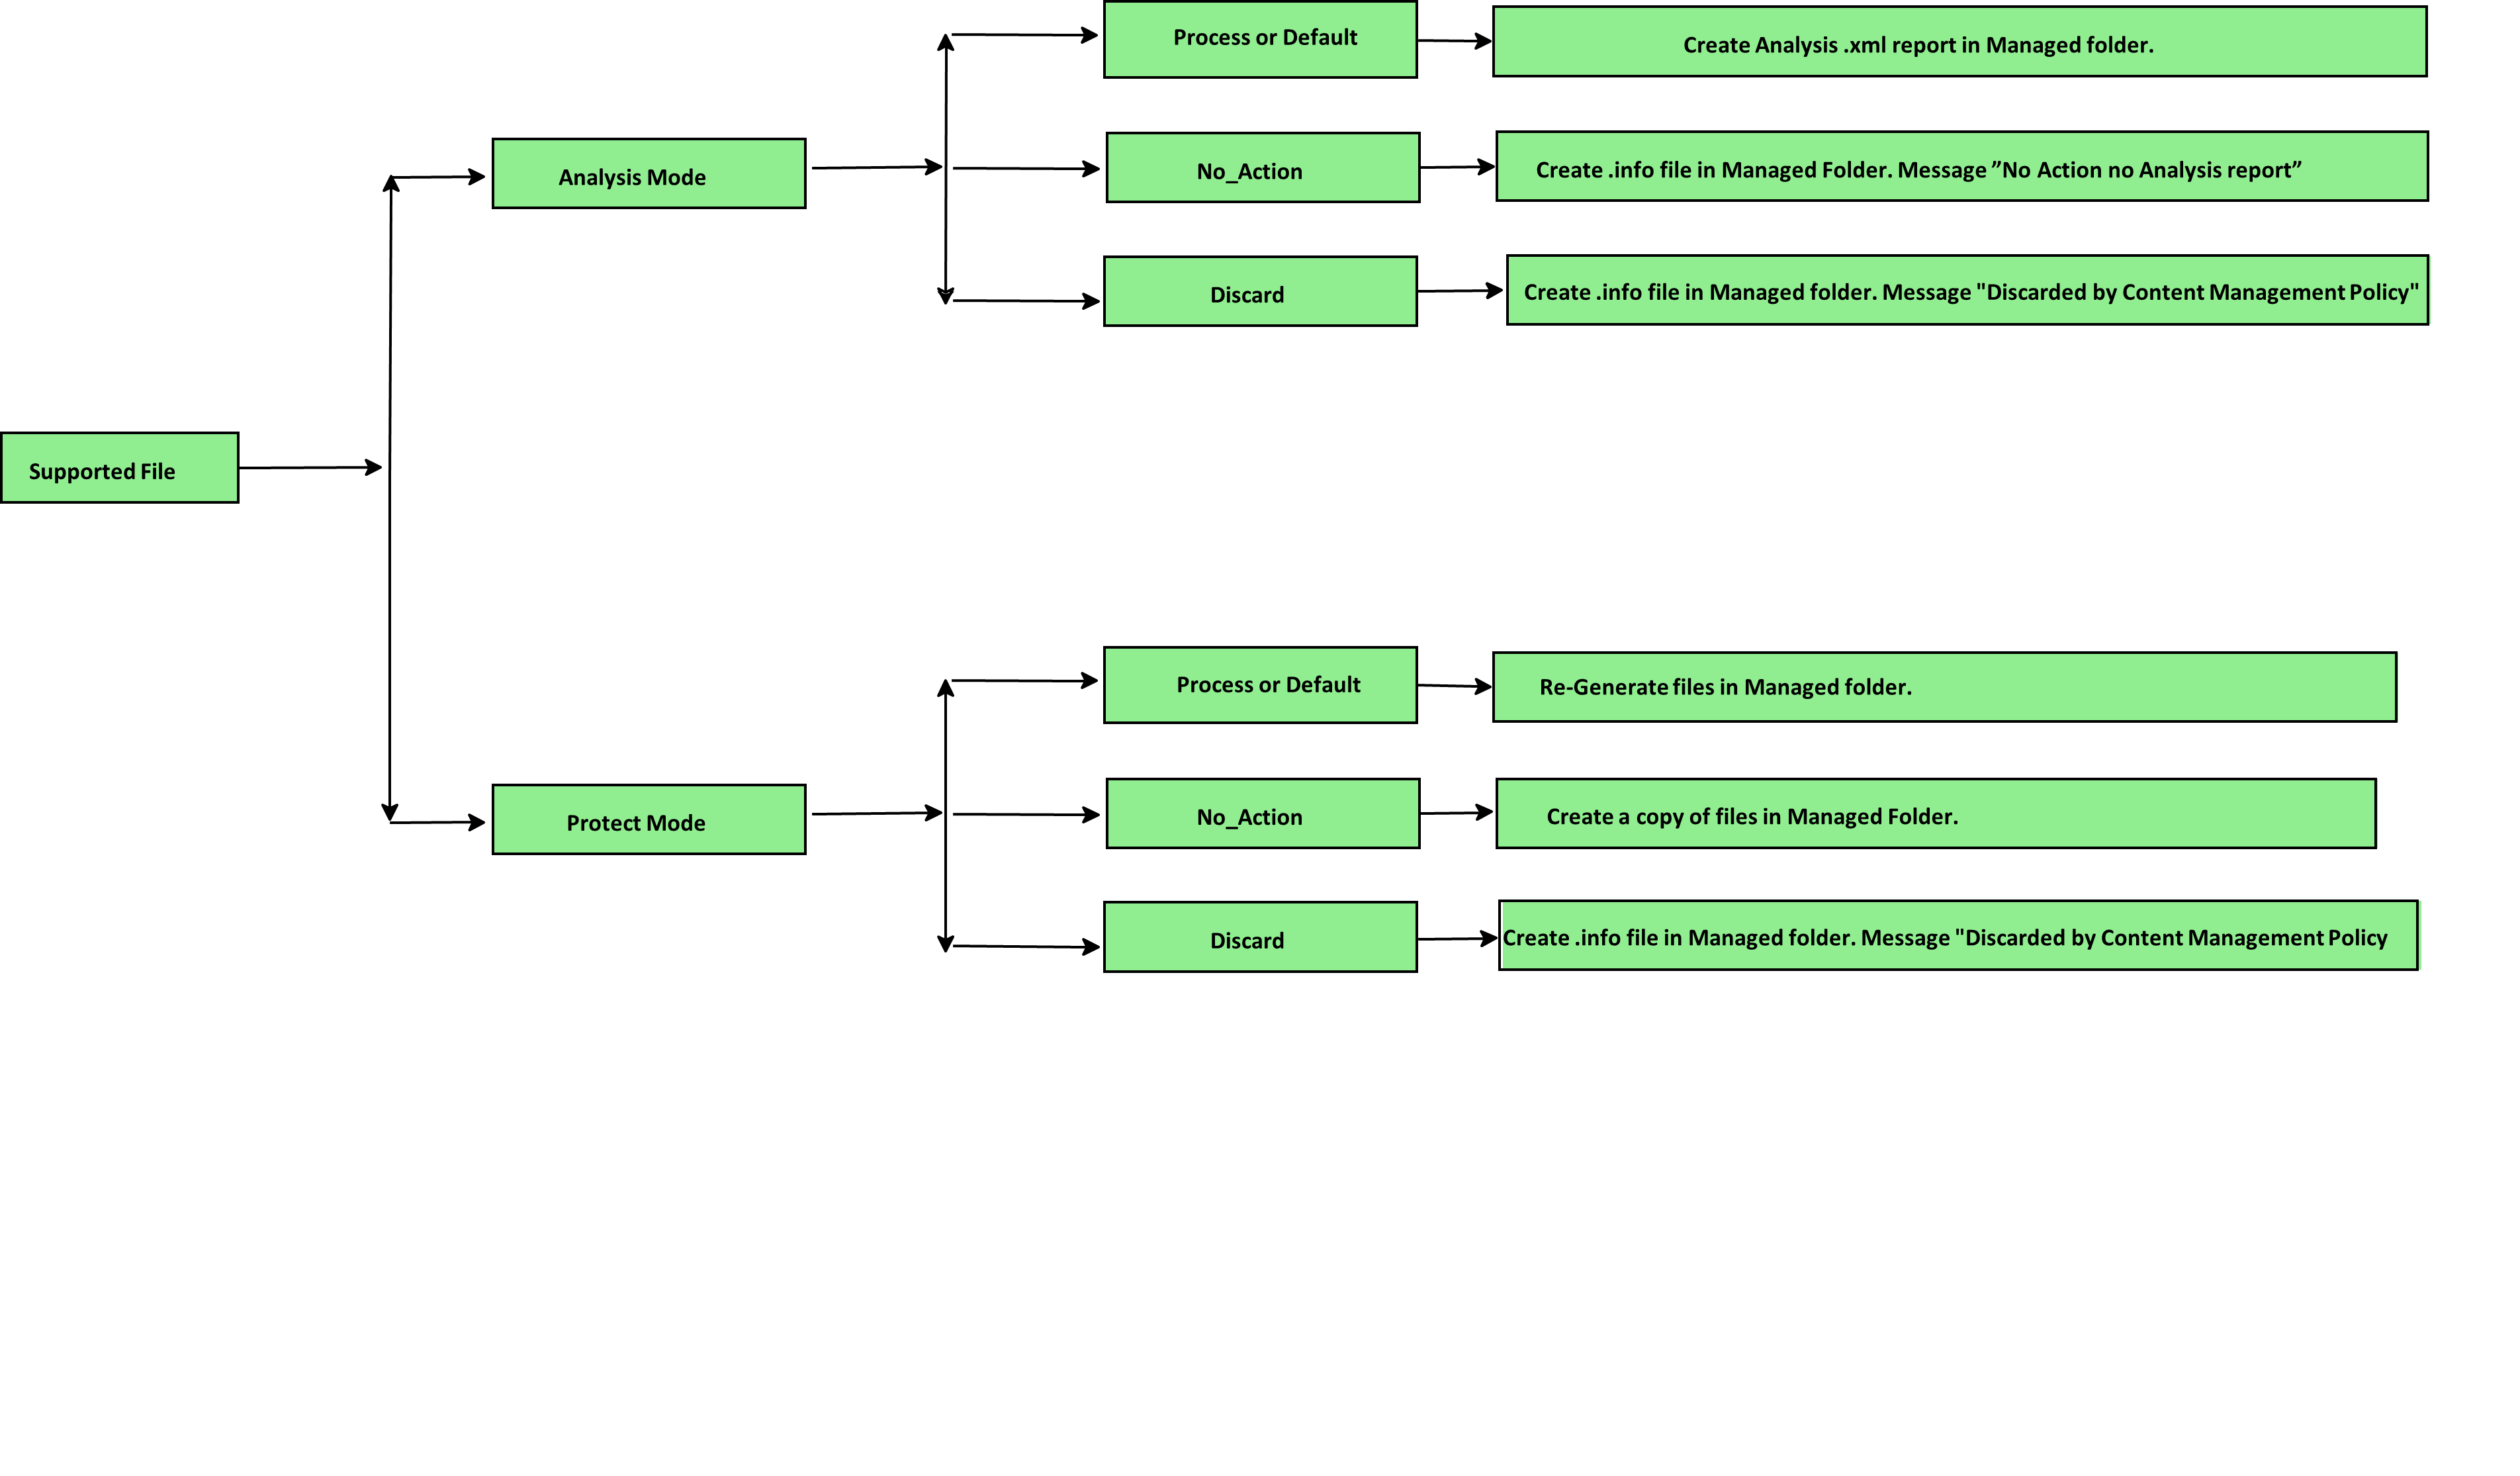 Process or Default
Create Analysis .xml report in Managed folder.
Analysis Mode
No_Action
Create .info file in Managed Folder. Message ”No Action no Analysis report”
Discard
Create .info file in Managed folder. Message "Discarded by Content Management Policy"
Supported File
Process or Default
Re-Generate files in Managed folder.
Protect Mode
No_Action
Create a copy of files in Managed Folder.
Discard
Create .info file in Managed folder. Message "Discarded by Content Management Policy